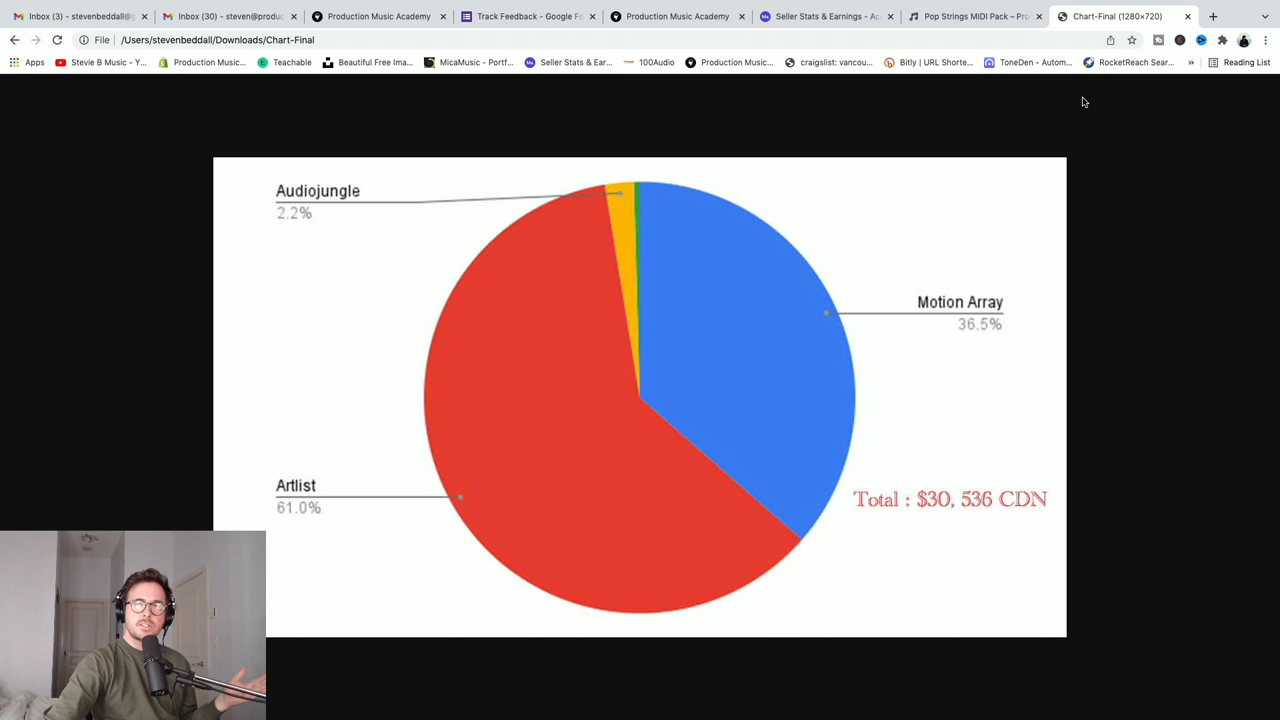 Inbox (3) - stevenbeddall@g
Inbox (30) - steven@produc
Production Music Academy
Track Feedback - Google Fo
Production Music Academy
Seller Stats & Earnings - Ac
Pop Strings MIDI Pack – Pro
Chart-Final (1280×720)
File | /Users/stevenbeddall/Downloads/Chart-Final
Apps
Stevie B Music - Y...
Production Music...
Teachable
Beautiful Free Ima...
MicaMusic - Portf...
Seller Stats & Ear...
100Audio
Production Music...
craigslist: vancou...
Bitly | URL Shorte...
ToneDen - Autom...
RocketReach Sear...
»
Reading List
Audiojungle
2.2%
Motion Array
36.5%
Artlist
61.0%
Total : $30, 536 CDN